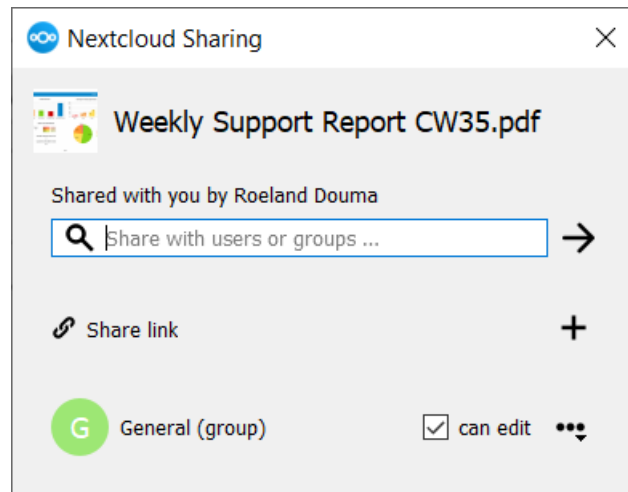 Nextcloud Sharing
Weekly Support Report CW35.pdf
Shared with you by Roeland Douma
Share with users or groups ...
Share link
G General (group) can edit